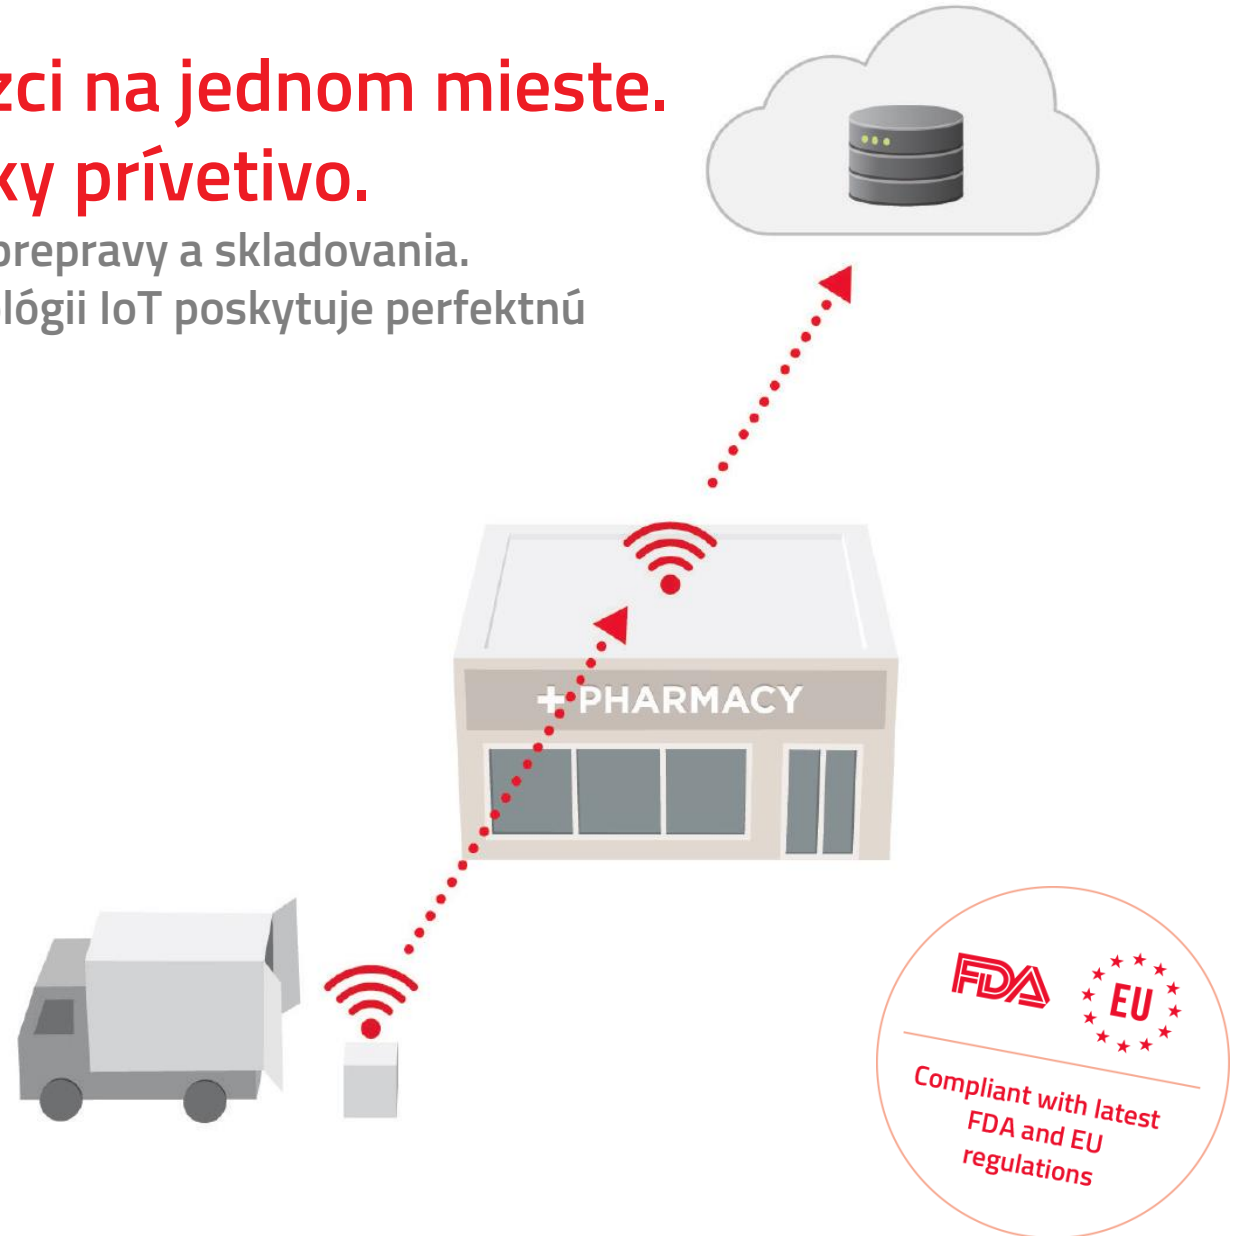 zci na jednom mieste.
ky prívetivo.
prepravy a skladovania.
lógii IoT poskytuje perfektnú
+ PHARMACY
FDA
EU
Compliant with latest
FDA and EU
regulations